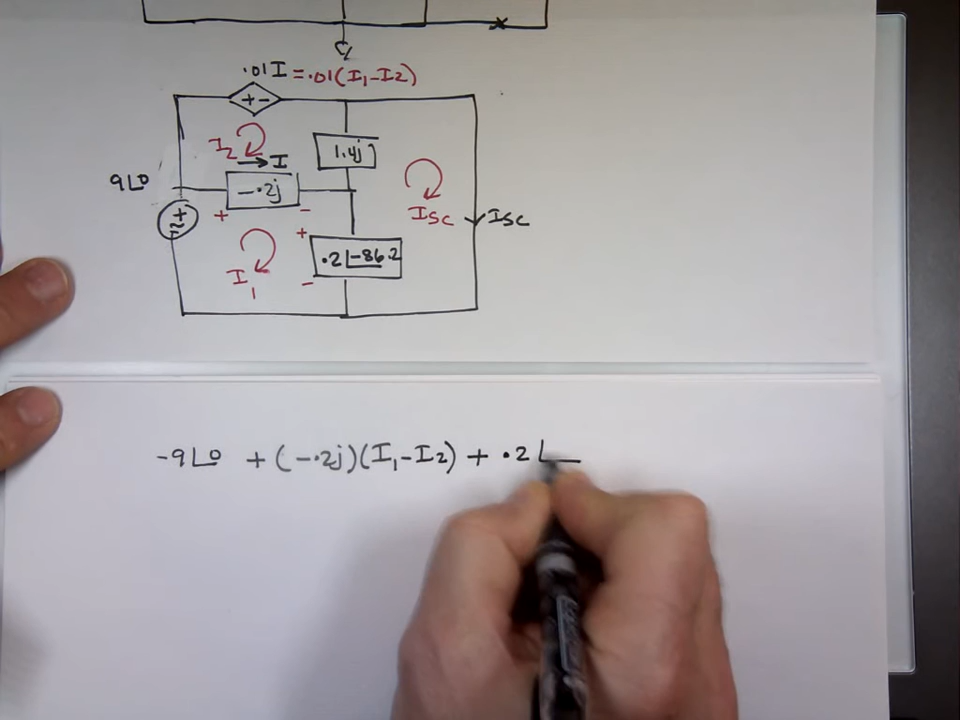 .01I = .01(I₁-I2)
+ -
I2
→ I
1.4j
9∠0
-.2j
+ -
Isc
Isc
+
-
+
.2∠-86.2
I₁
-
-9∠0 + (-.2j)(I₁-I2) + .2∠